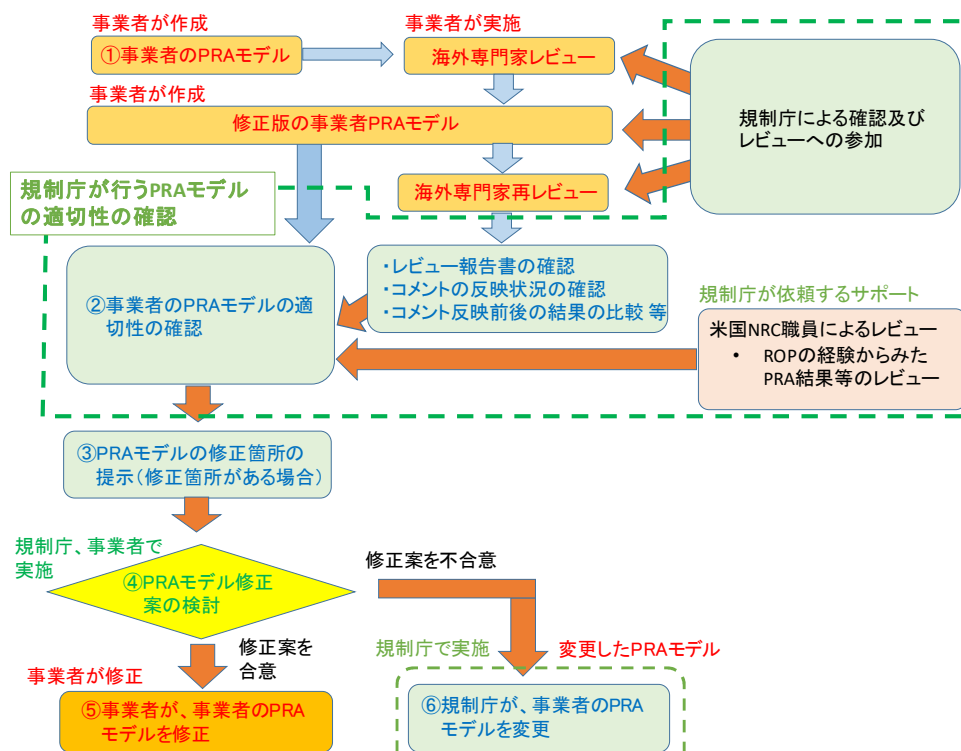 事業者が作成
①事業者のPRAモデル
事業者が実施
海外専門家レビュー
事業者が作成
修正版の事業者PRAモデル
規制庁による確認及び
レビューへの参加
海外専門家再レビュー
規制庁が行うPRAモデル
の適切性の確認
②事業者のPRAモデルの適
切性の確認
・レビュー報告書の確認
・コメントの反映状況の確認
・コメント反映前後の結果の比較 等
規制庁が依頼するサポート
米国NRC職員によるレビュー
• ROPの経験からみた
PRA結果等のレビュー
③PRAモデルの修正箇所の
提示(修正箇所がある場合)
規制庁、事業者で
実施
④PRAモデル修正
案の検討
修正案を不合意
修正案を
合意
規制庁で実施
変更したPRAモデル
事業者が修正
⑤事業者が、事業者のPRA
モデルを修正
⑥規制庁が、事業者のPRA
モデルを変更